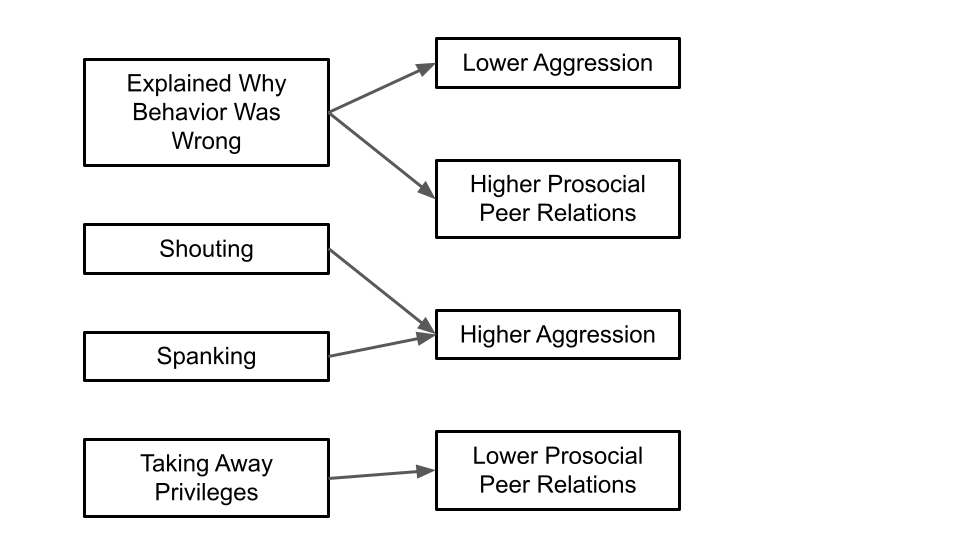 Explained Why
Behavior Was
Wrong
Lower Aggression
Higher Prosocial
Peer Relations
Shouting
Higher Aggression
Spanking
Taking Away
Privileges
Lower Prosocial
Peer Relations